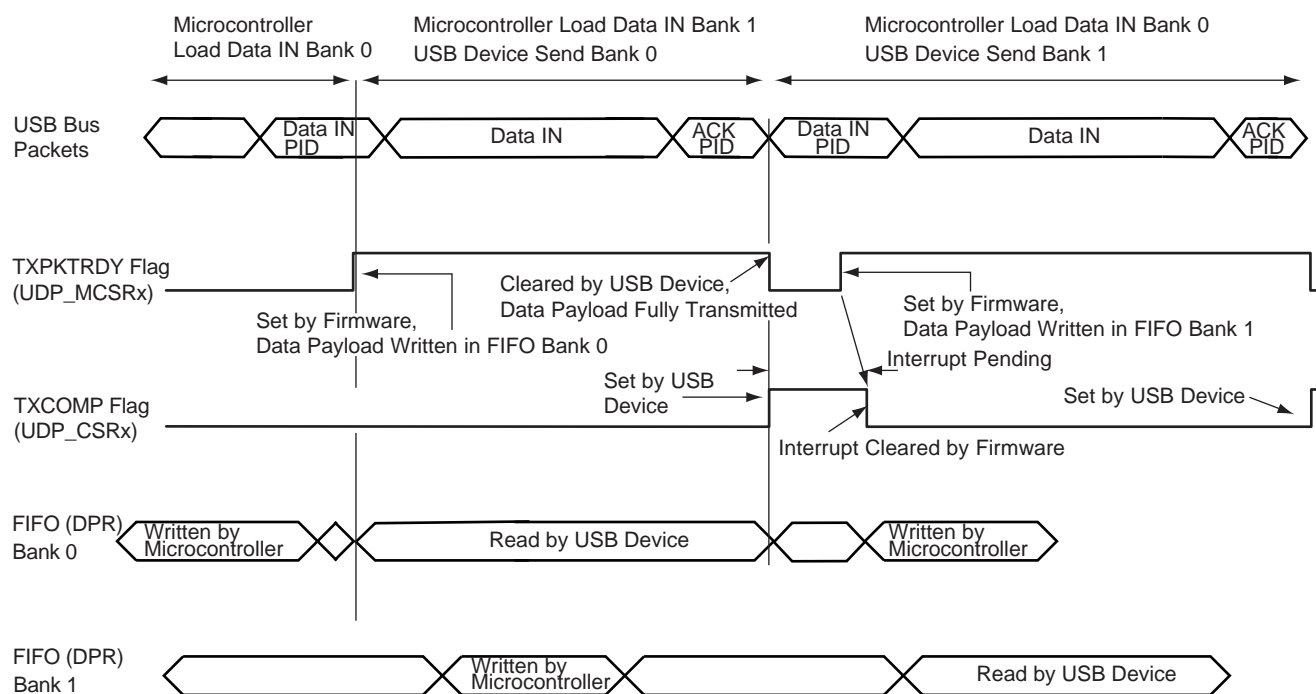 Microcontroller
Load Data IN Bank 0
Microcontroller Load Data IN Bank 1
USB Device Send Bank 0
Microcontroller Load Data IN Bank 0
USB Device Send Bank 1
USB Bus
Packets
Data IN
PID
Data IN
ACK
PID
Data IN
PID
Data IN
ACK
PID
TXPKTRDY Flag
(UDP_MCSRx)
Set by Firmware,
Data Payload Written in FIFO Bank 0
Cleared by USB Device,
Data Payload Fully Transmitted
Set by Firmware,
Data Payload Written in FIFO Bank 1
Interrupt Pending
TXCOMP Flag
(UDP_CSRx)
Set by USB
Device
Set by USB Device
Interrupt Cleared by Firmware
FIFO (DPR)
Bank 0
Written by
Microcontroller
Read by USB Device
Written by
Microcontroller
FIFO (DPR)
Bank 1
Written by
Microcontroller
Read by USB Device